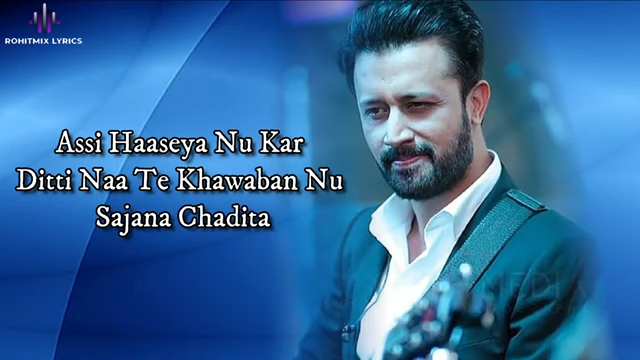 ROHITMIX LYRICS
Assi Haaseya Nu Kar
Ditti Naa Te Khawaban Nu
Sajana Chadita